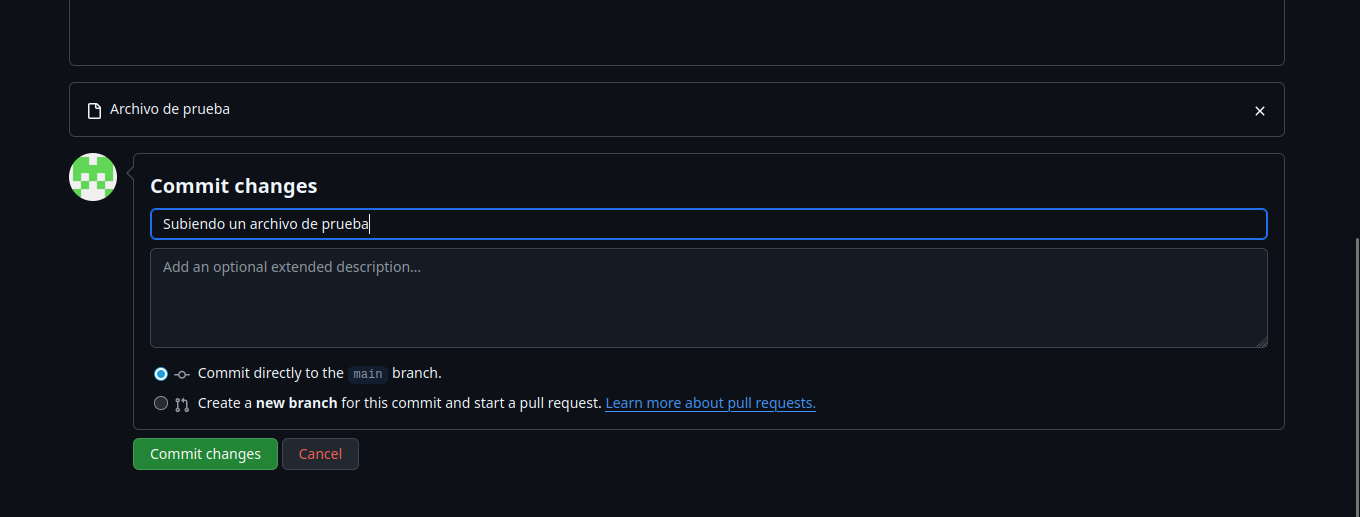 Archivo de prueba
Commit changes
Subiendo un archivo de prueba
Add an optional extended description...
Commit directly to the main branch.
Create a new branch for this commit and start a pull request. Learn more about pull requests.
Commit changes Cancel